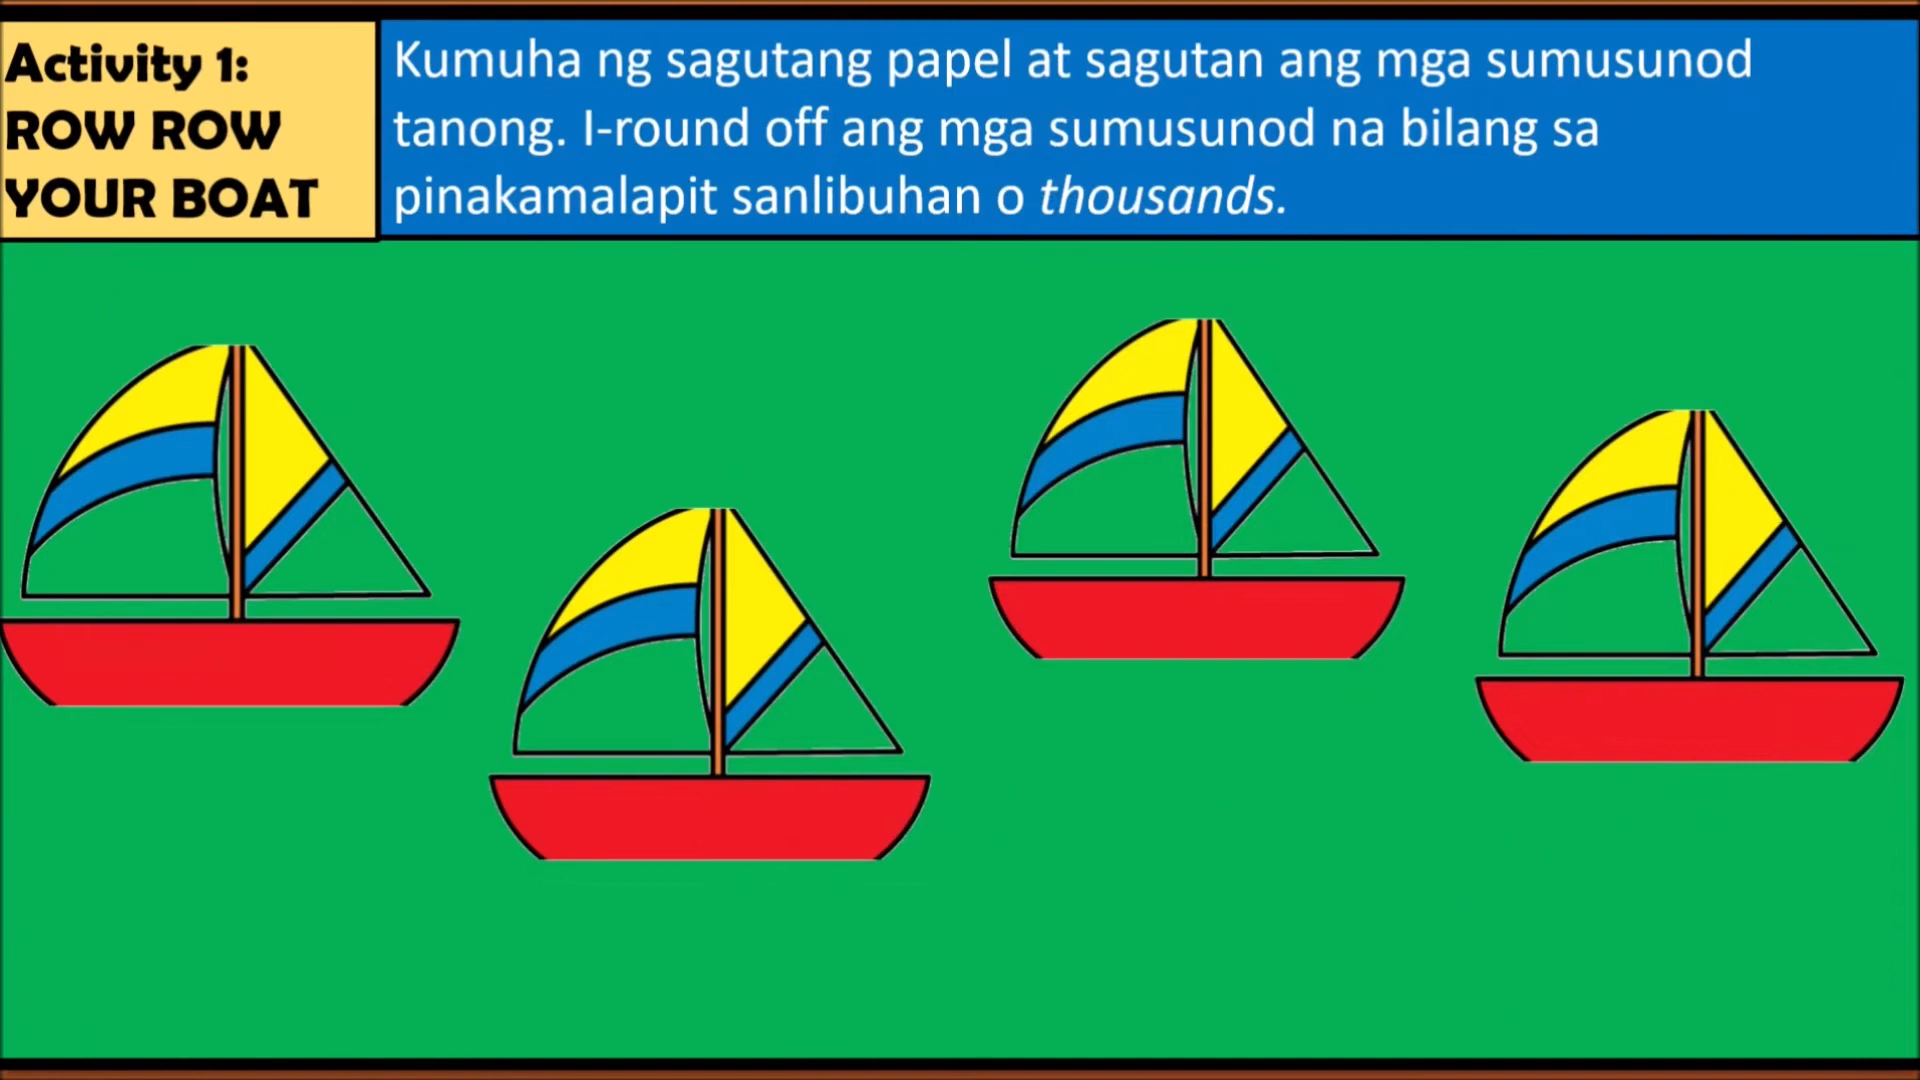 Activity 1:
ROW ROW
YOUR BOAT
Kumuha ng sagutang papel at sagutan ang mga sumusunod
tanong. I-round off ang mga sumusunod na bilang sa
pinakamalapit sanlibuhan o thousands.